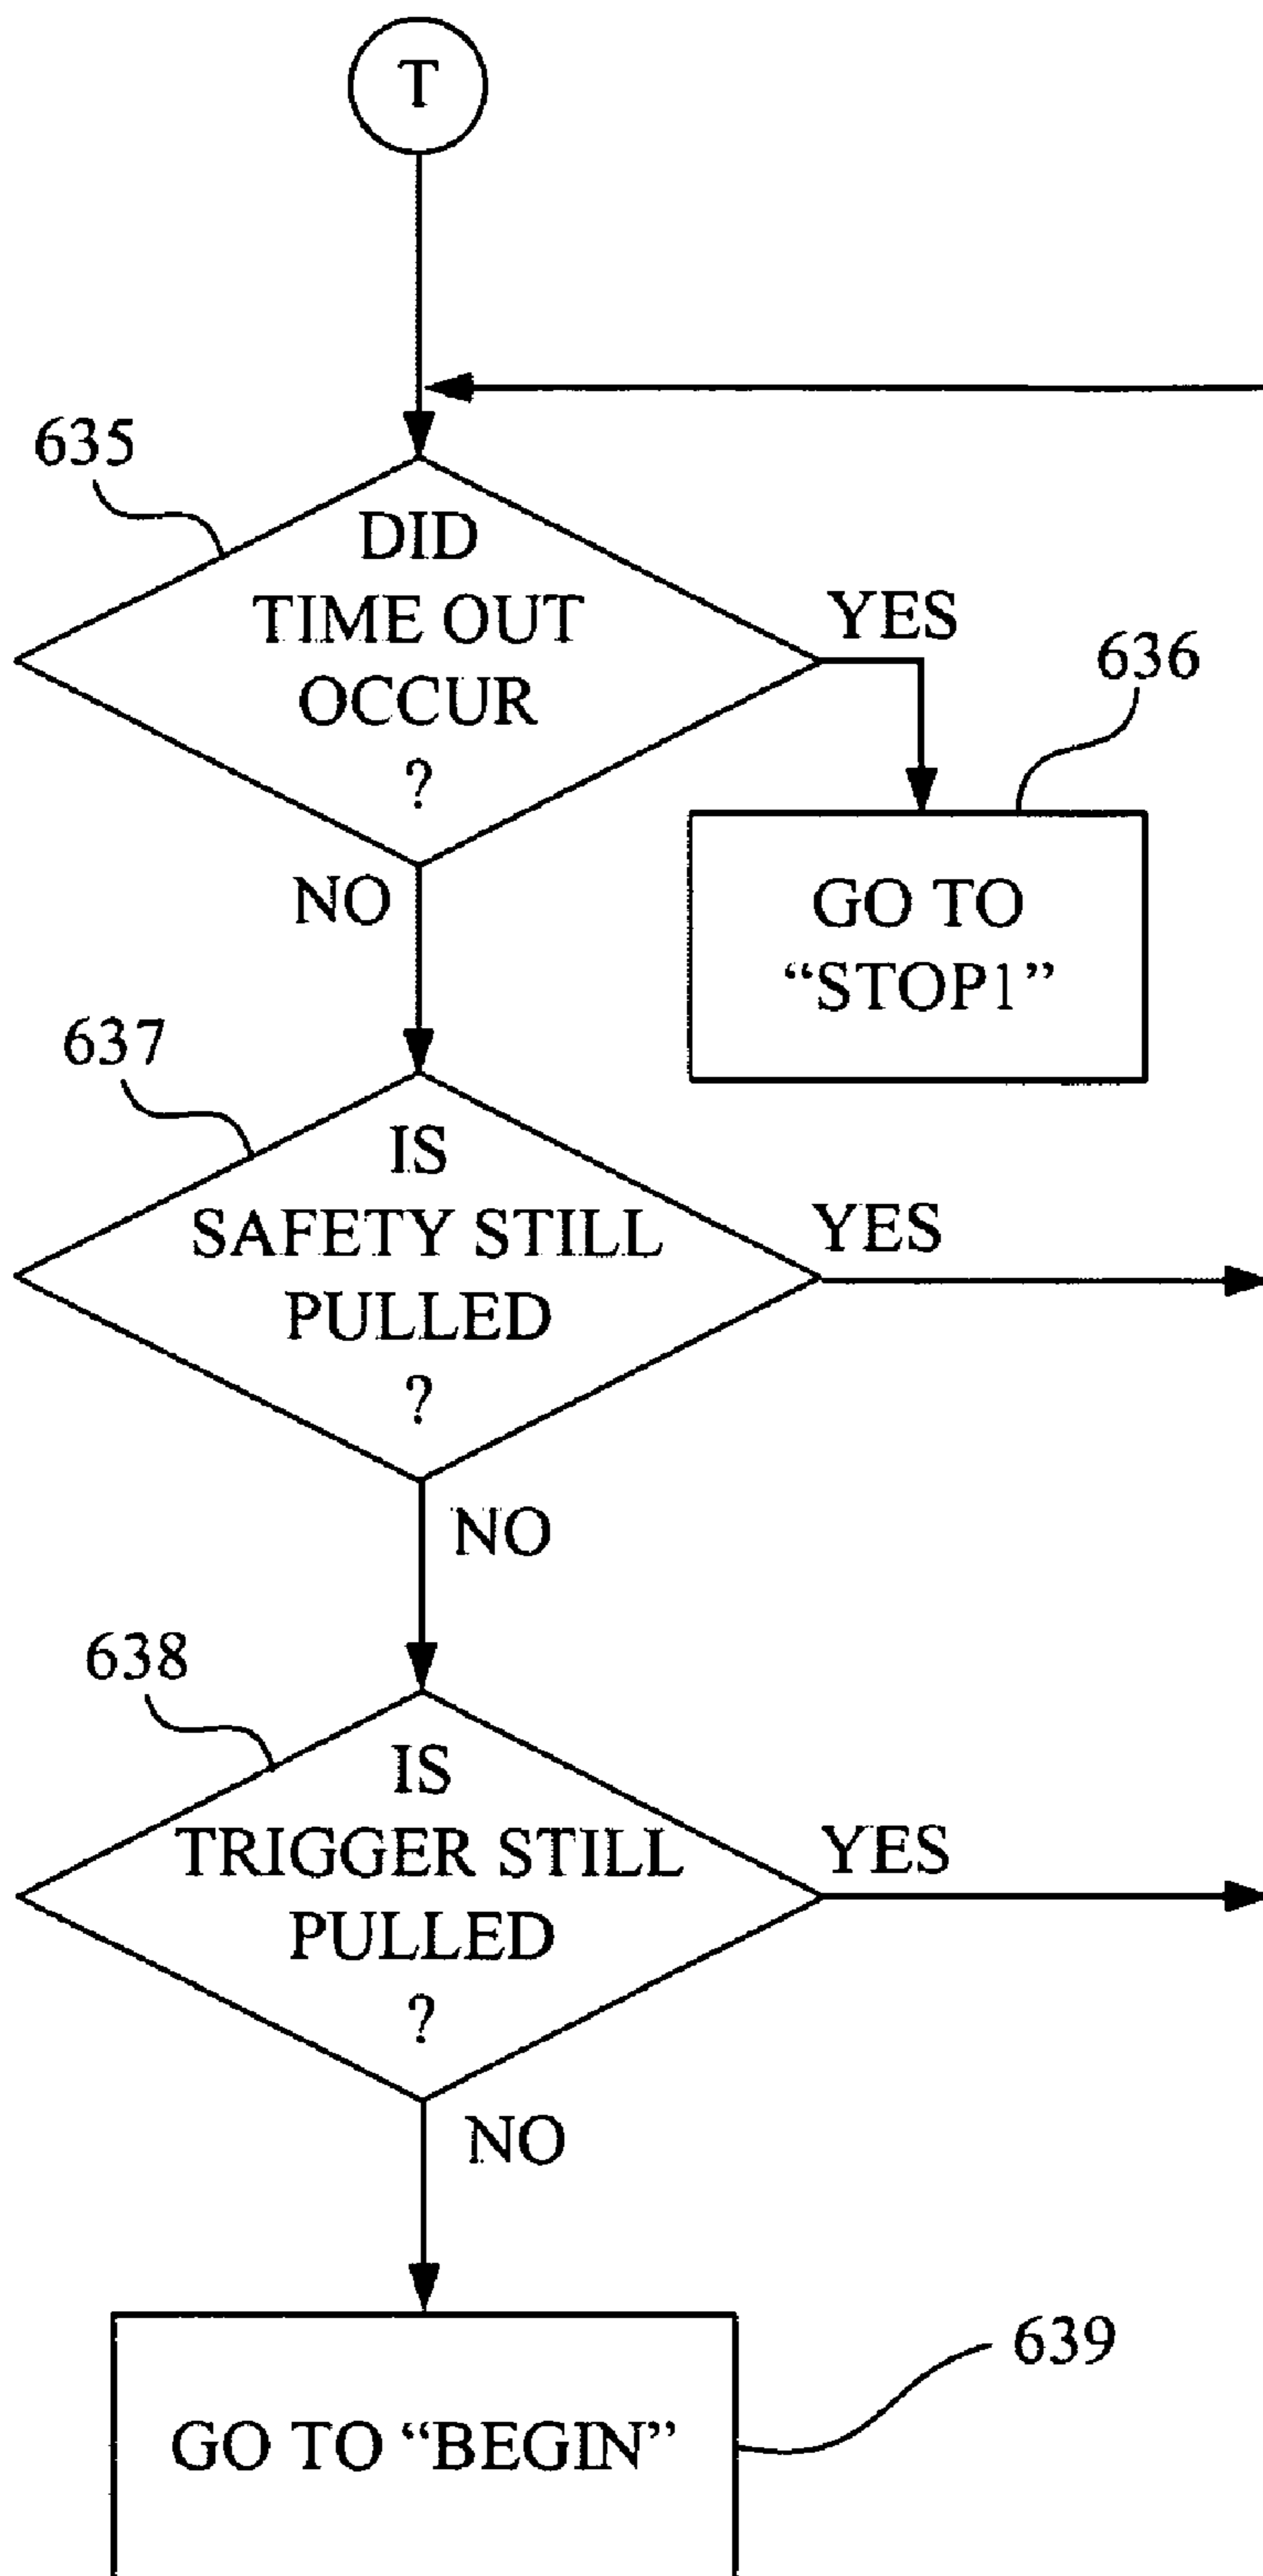 T
635
DID
TIME OUT
OCCUR
?
YES
636
GO TO
“STOP1”
NO
637
IS
SAFETY STILL
PULLED
?
YES
NO
638
IS
TRIGGER STILL
PULLED
?
YES
NO
639
GO TO “BEGIN”